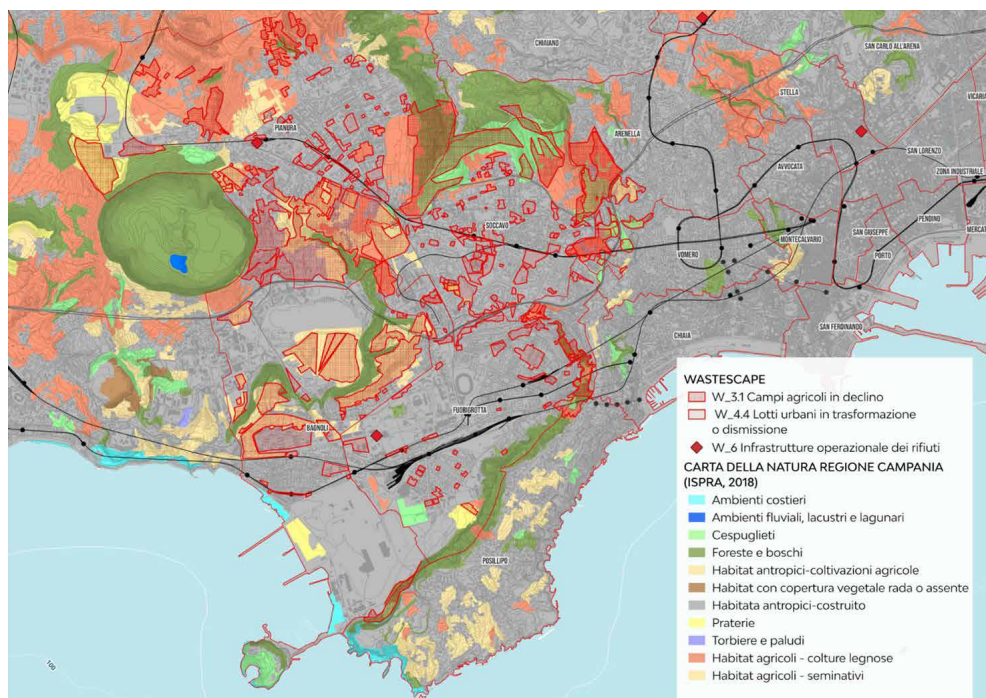 CHIAIANO
SAN CARLO ALL'ARENA
STELLA
VICARIA
PIANURA
ARENELLA
SAN LORENZO
AVVOCATA
ZONA INDUSTRIALE
SOCCAVO
PENDINO
SAN GIUSEPPE
MERCAT
MONTECALVARIO
VOMERO
PORTO
SAN FERDINANDO
CHIAIA
FUORIGROTTA
BAGNOLI
POSILLIPO
100
WASTESCAPE
W_3.1 Campi agricoli in declino
W_4.4 Lotti urbani in trasformazione
o dismissione
W_6 Infrastrutture operazionale dei rifiuti
CARTA DELLA NATURA REGIONE CAMPANIA
(ISPRA, 2018)
Ambienti costieri
Ambienti fluviali, lacustri e lagunari
Cespuglieti
Foreste e boschi
Habitat antropici-coltivazioni agricole
Habitat con copertura vegetale rada o assente
Habitata antropici-costruito
Praterie
Torbiere e paludi
Habitat agricoli - colture legnose
Habitat agricoli - seminativi